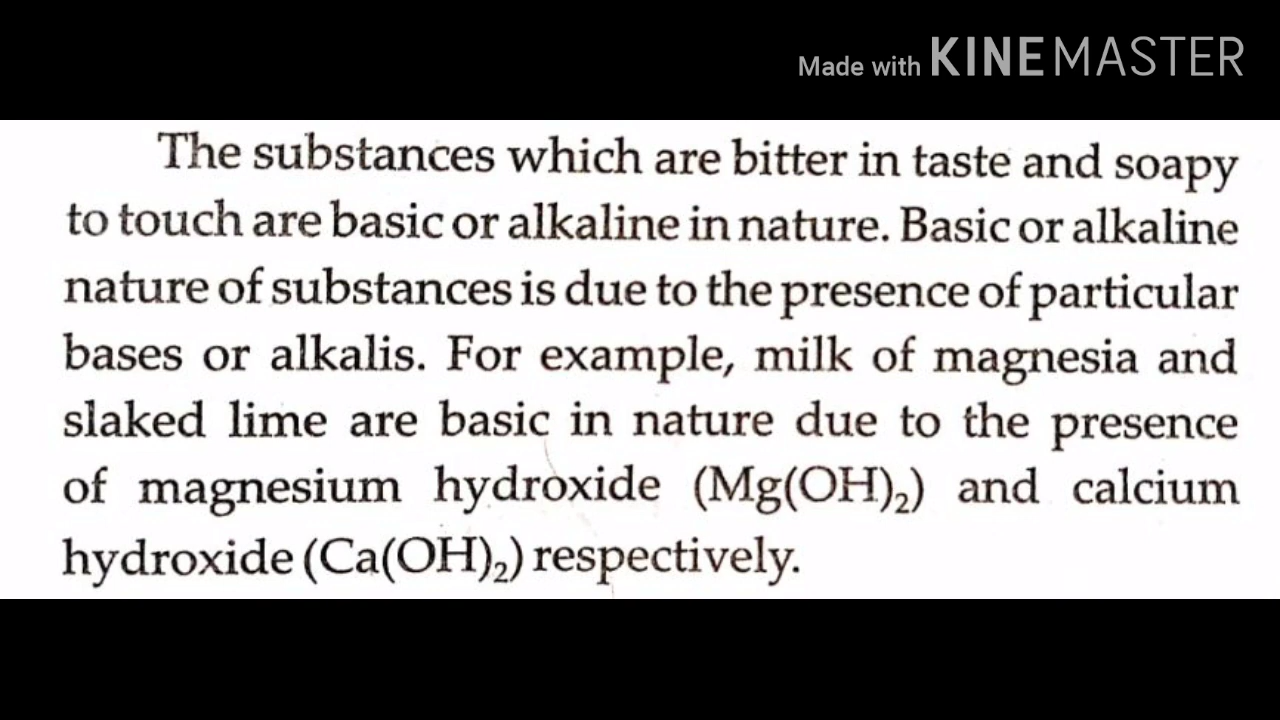 Made with KINEMASTER
The substances which are bitter in taste and soapy
to touch are basic or alkaline in nature. Basic or alkaline
nature of substances is due to the presence of particular
bases or alkalis. For example, milk of magnesia and
slaked lime are basic in nature due to the presence
of magnesium hydroxide (Mg(OH)₂) and calcium
hydroxide (Ca(OH)₂) respectively.